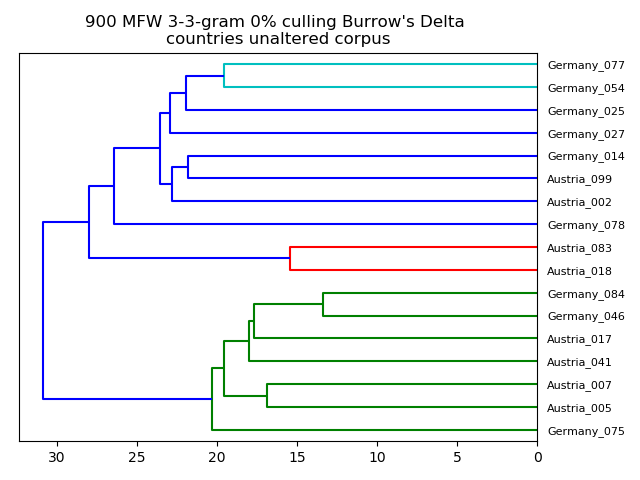 900 MFW 3-3-gram 0% culling Burrow's Delta
countries unaltered corpus
Germany_077
Germany_054
Germany_025
Germany_027
Germany_014
Austria_099
Austria_002
Germany_078
Austria_083
Austria_018
Germany_084
Germany_046
Austria_017
Austria_041
Austria_007
Austria_005
Germany_075
30 25 20 15 10 5 0